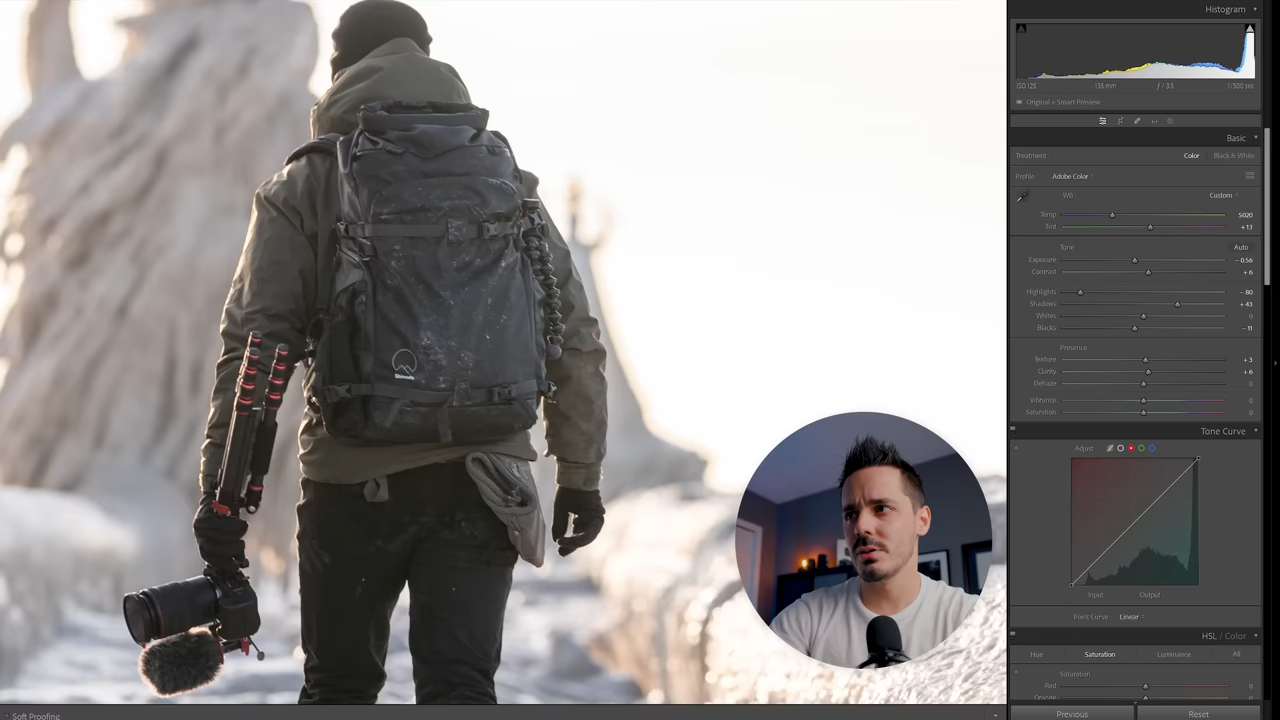 Histogram
ISO 125 135 mm ƒ / 3.5 1/500 sec
Original + Smart Preview
Basic
Treatment: Color Black & White
Profile Adobe Color
WB Custom
Temp 5020
Tint +13
Tone Auto
Exposure − 0.56
Contrast + 6
Highlights − 80
Shadows + 43
Whites 0
Blacks − 11
Presence
Texture + 3
Clarity + 6
Dehaze 0
Vibrance 0
Saturation 0
Tone Curve
Adjust
Input Output
Point Curve Linear
HSL / Color
Hue Saturation Luminance All
Saturation
Red 0
Orange 0
Previous Reset
Soft Proofing